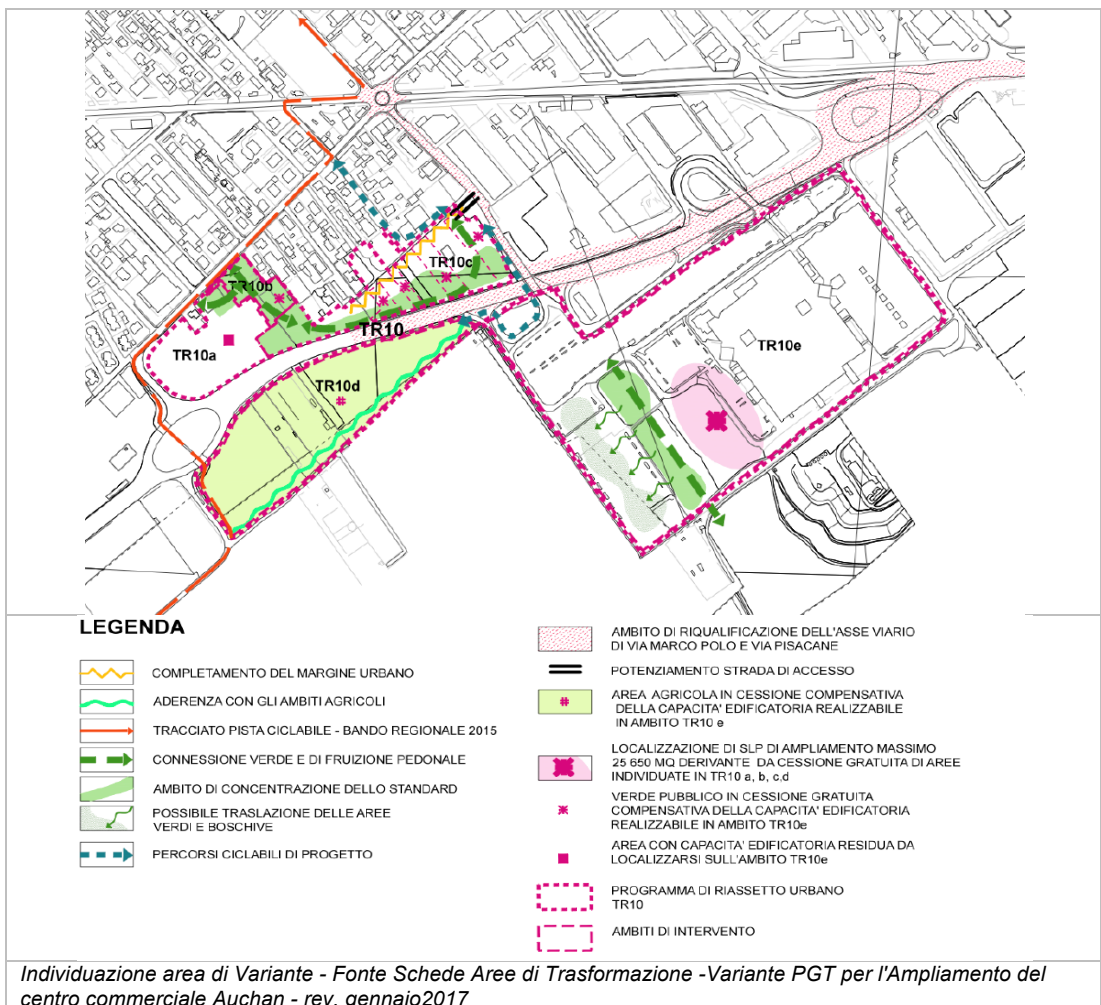 TR10c
TR10b
TR10
TR10a
TR10e
TR10d
LEGENDA
COMPLETAMENTO DEL MARGINE URBANO
ADERENZA CON GLI AMBITI AGRICOLI
TRACCIATO PISTA CICLABILE - BANDO REGIONALE 2015
CONNESSIONE VERDE E DI FRUIZIONE PEDONALE
AMBITO DI CONCENTRAZIONE DELLO STANDARD
POSSIBILE TRASLAZIONE DELLE AREE
VERDI E BOSCHIVE
PERCORSI CICLABILI DI PROGETTO
AMBITO DI RIQUALIFICAZIONE DELL'ASSE VIARIO
DI VIA MARCO POLO E VIA PISACANE
POTENZIAMENTO STRADA DI ACCESSO
AREA AGRICOLA IN CESSIONE COMPENSATIVA
DELLA CAPACITA' EDIFICATORIA REALIZZABILE
IN AMBITO TR10 e
LOCALIZZAZIONE DI SLP DI AMPLIAMENTO MASSIMO
25 650 MQ DERIVANTE DA CESSIONE GRATUITA DI AREE
INDIVIDUATE IN TR10 a, b, c,d
VERDE PUBBLICO IN CESSIONE GRATUITA
COMPENSATIVA DELLA CAPACITA' EDIFICATORIA
REALIZZABILE IN AMBITO TR10e
AREA CON CAPACITA' EDIFICATORIA RESIDUA DA
LOCALIZZARSI SULL'AMBITO TR10e
PROGRAMMA DI RIASSETTO URBANO
TR10
AMBITI DI INTERVENTO
Individuazione area di Variante - Fonte Schede Aree di Trasformazione -Variante PGT per l'Ampliamento del
centro commerciale Auchan - rev. gennaio2017